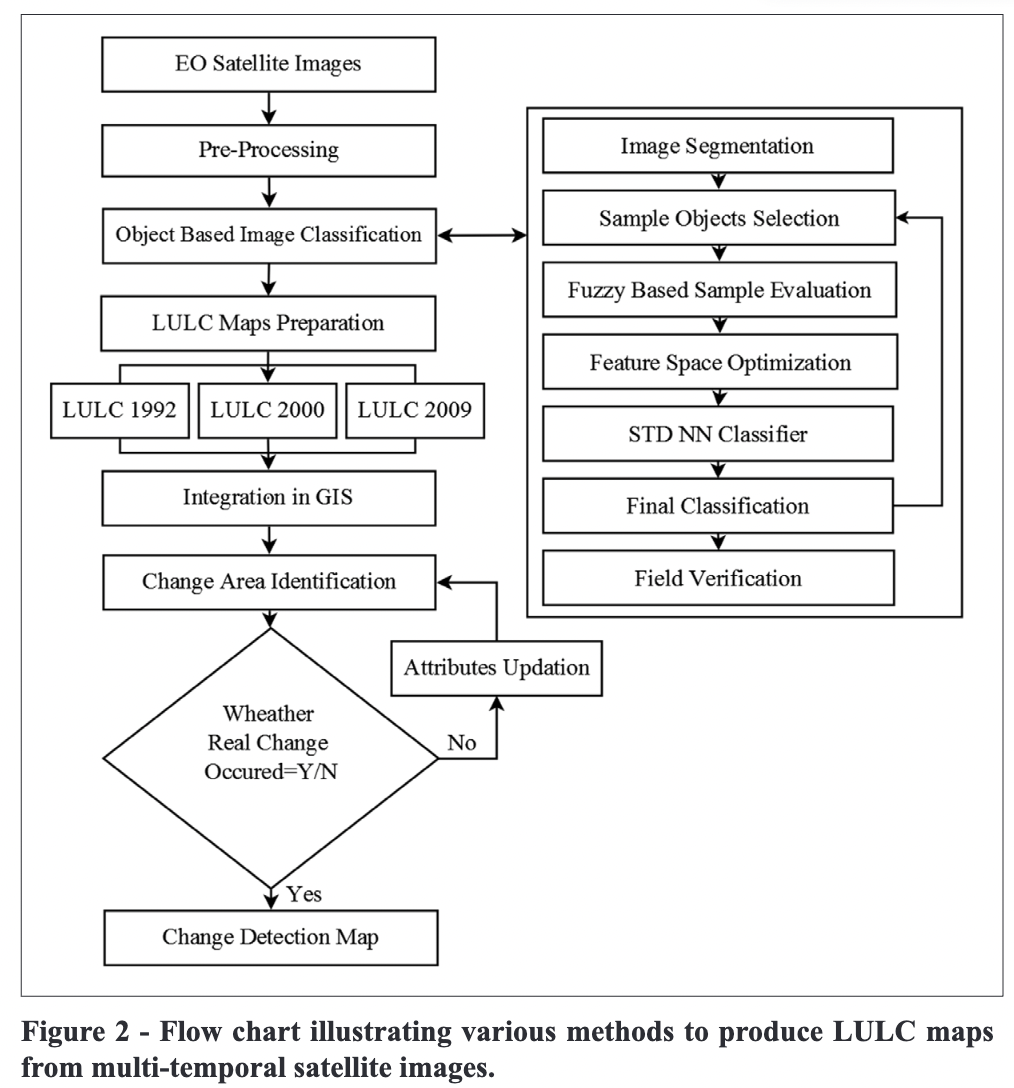 EO Satellite Images
Pre-Processing
Object Based Image Classification
LULC Maps Preparation
LULC 1992
LULC 2000
LULC 2009
Integration in GIS
Change Area Identification
Attributes Updation
Wheather
Real Change
Occured=Y/N
No
Yes
Change Detection Map
Image Segmentation
Sample Objects Selection
Fuzzy Based Sample Evaluation
Feature Space Optimization
STD NN Classifier
Final Classification
Field Verification
Figure 2 - Flow chart illustrating various methods to produce LULC maps
from multi-temporal satellite images.